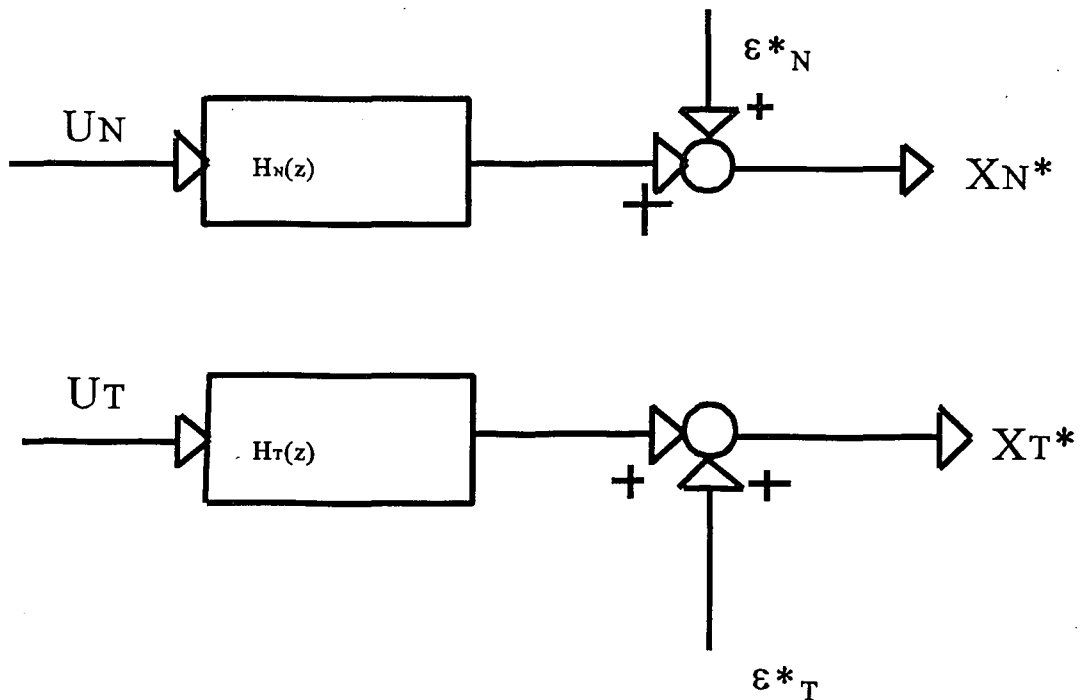 ε*N
+
UN
HN(z)
XN*
+
UT
HT(z)
XT*
+ +
ε*T